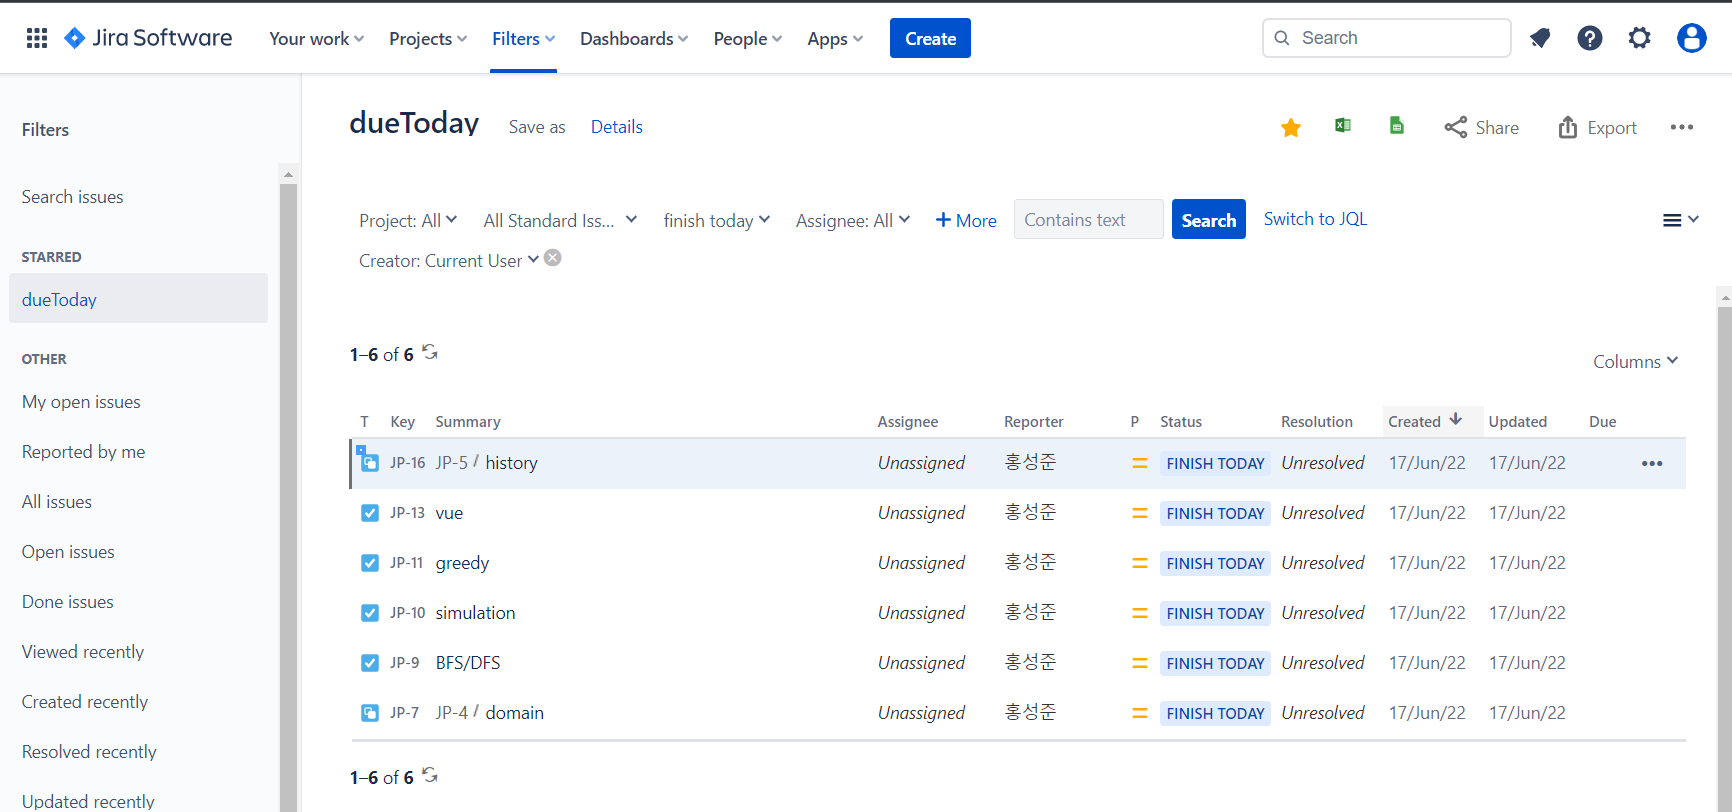 Jira Software Your work Projects Filters Dashboards People Apps Create Search
Filters
Search issues
STARRED
dueToday
OTHER
My open issues
Reported by me
All issues
Open issues
Done issues
Viewed recently
Created recently
Resolved recently
Updated recently
dueToday Save as Details Share Export
Project: All All Standard Iss... finish today Assignee: All + More Contains text Search Switch to JQL
Creator: Current User
1–6 of 6
Columns
T Key Summary Assignee Reporter P Status Resolution Created Updated Due
JP-16 JP-5 / history Unassigned 홍성준 FINISH TODAY Unresolved 17/Jun/22 17/Jun/22
JP-13 vue Unassigned 홍성준 FINISH TODAY Unresolved 17/Jun/22 17/Jun/22
JP-11 greedy Unassigned 홍성준 FINISH TODAY Unresolved 17/Jun/22 17/Jun/22
JP-10 simulation Unassigned 홍성준 FINISH TODAY Unresolved 17/Jun/22 17/Jun/22
JP-9 BFS/DFS Unassigned 홍성준 FINISH TODAY Unresolved 17/Jun/22 17/Jun/22
JP-7 JP-4 / domain Unassigned 홍성준 FINISH TODAY Unresolved 17/Jun/22 17/Jun/22
1–6 of 6